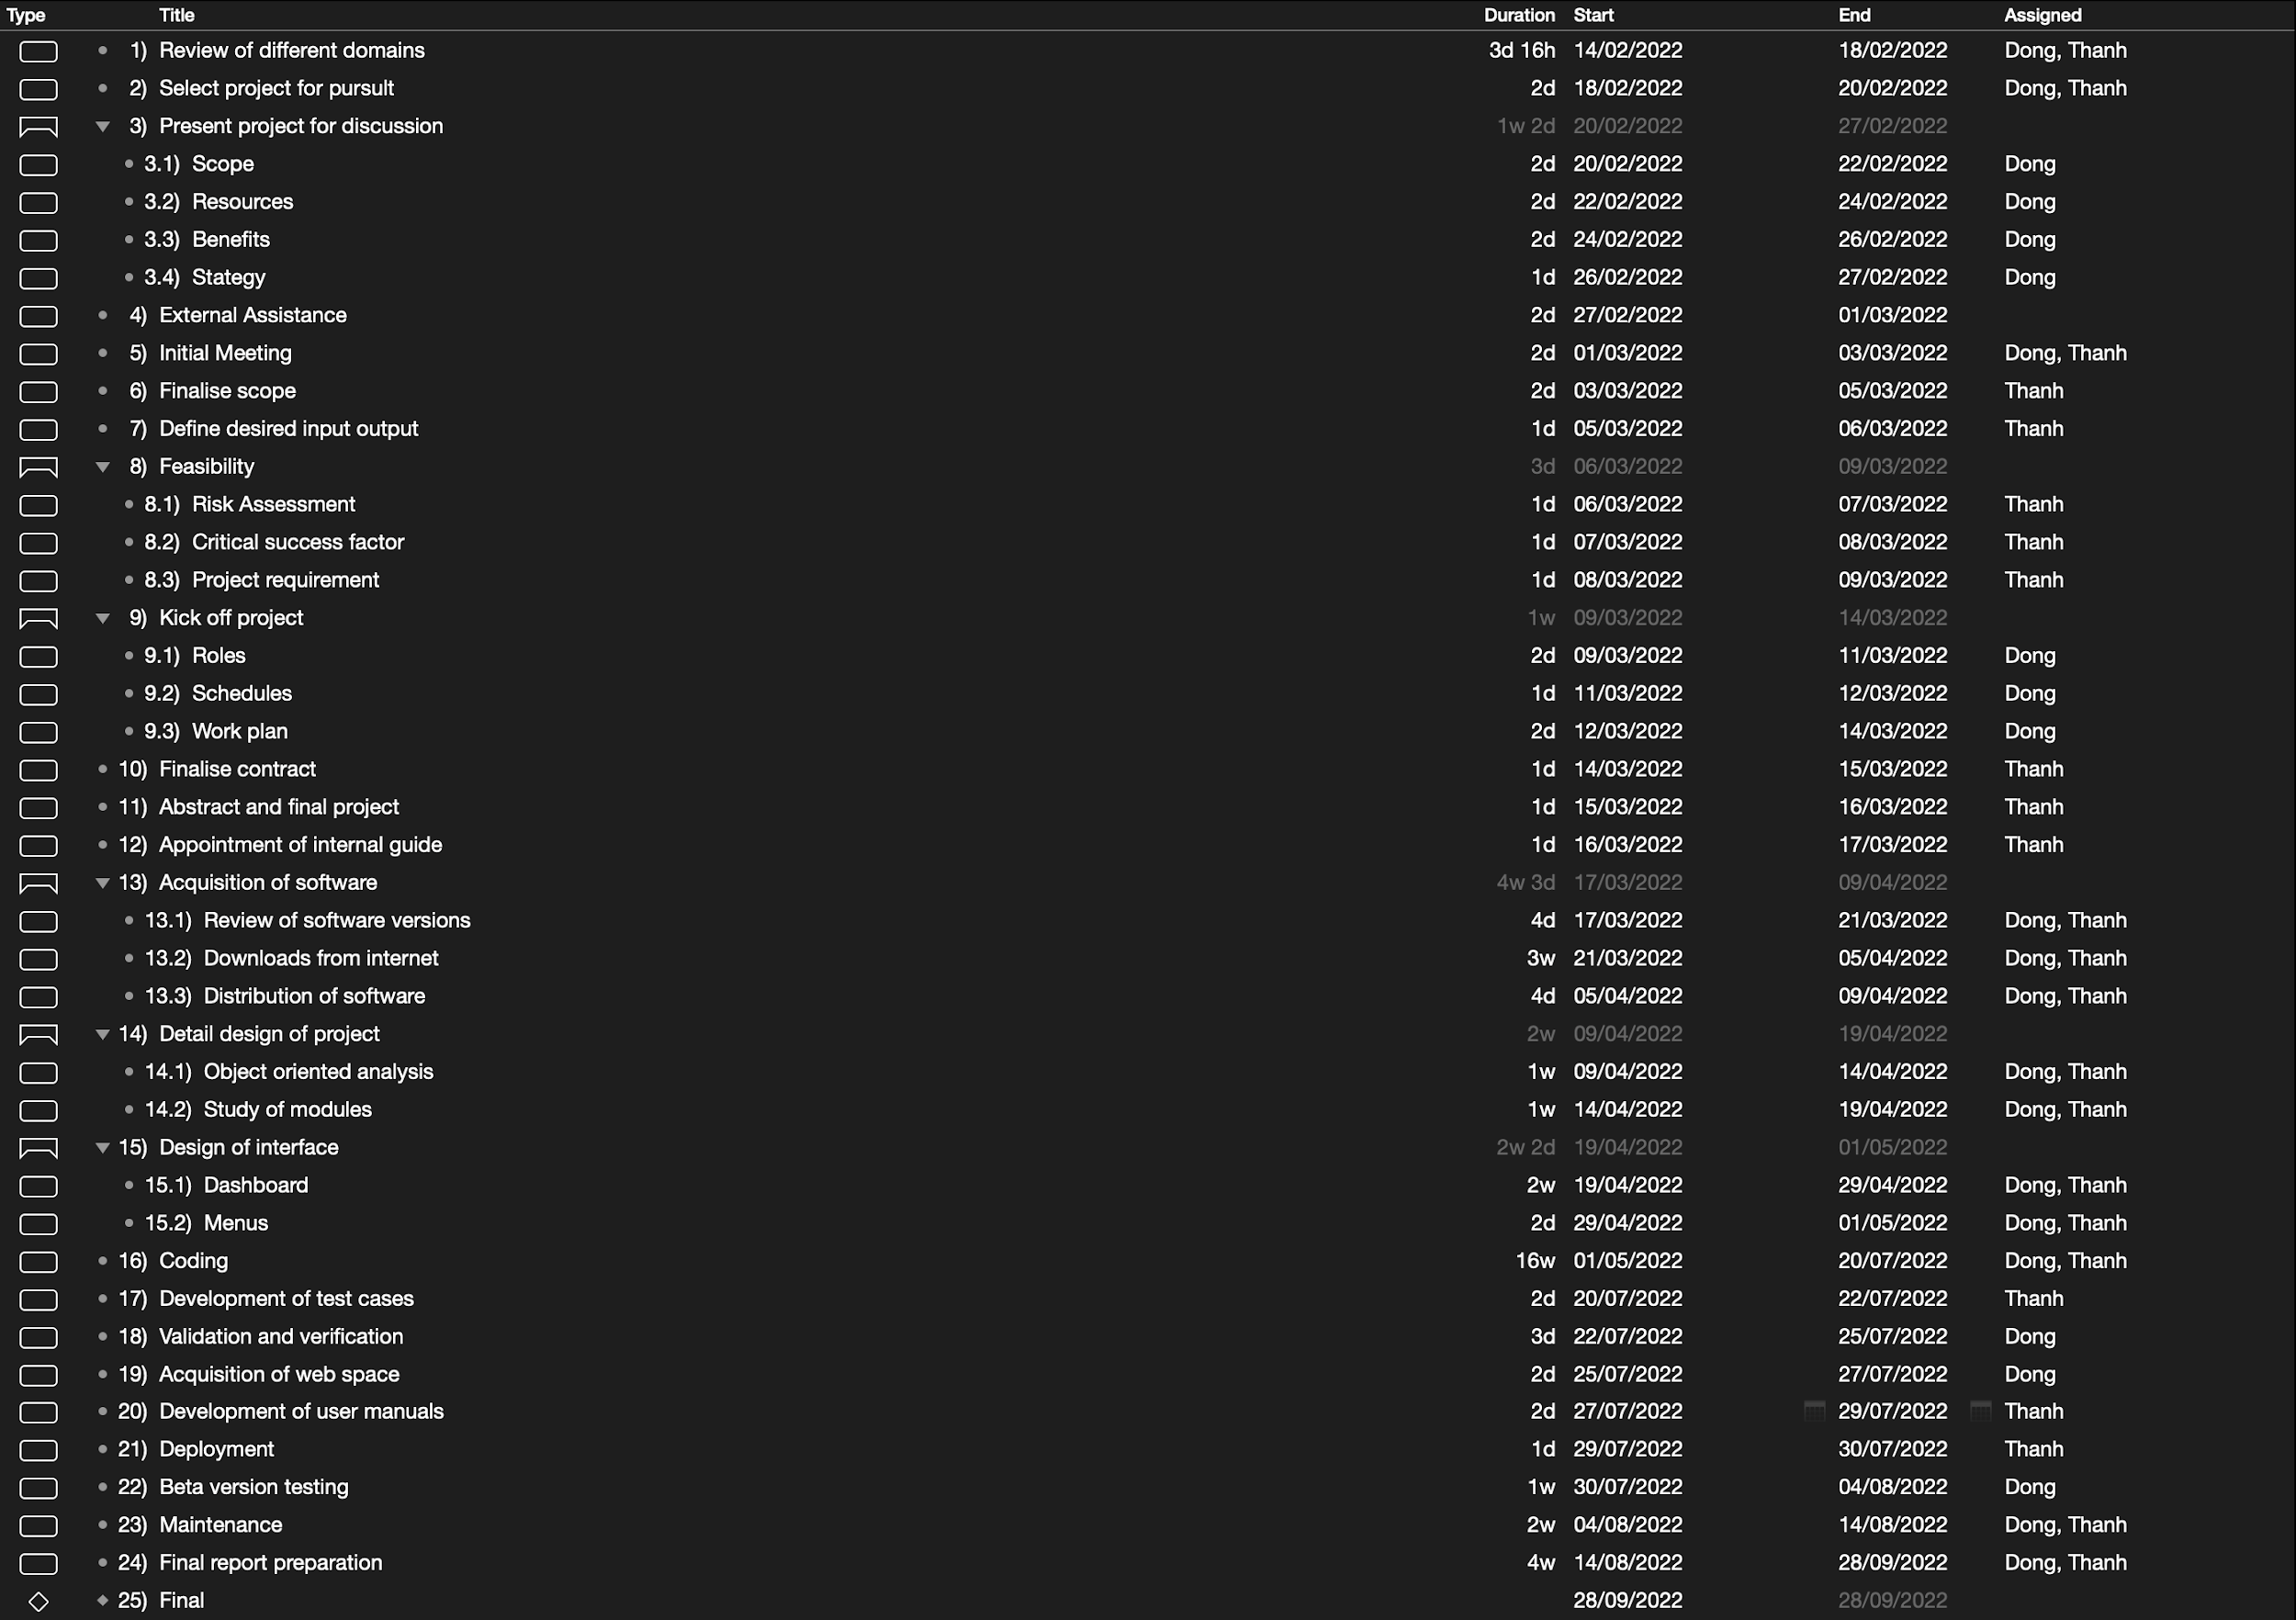 Type Title Duration Start End Assigned
1) Review of different domains 3d 16h 14/02/2022 18/02/2022 Dong, Thanh
2) Select project for pursult 2d 18/02/2022 20/02/2022 Dong, Thanh
3) Present project for discussion 1w 2d 20/02/2022 27/02/2022
3.1) Scope 2d 20/02/2022 22/02/2022 Dong
3.2) Resources 2d 22/02/2022 24/02/2022 Dong
3.3) Benefits 2d 24/02/2022 26/02/2022 Dong
3.4) Stategy 1d 26/02/2022 27/02/2022 Dong
4) External Assistance 2d 27/02/2022 01/03/2022
5) Initial Meeting 2d 01/03/2022 03/03/2022 Dong, Thanh
6) Finalise scope 2d 03/03/2022 05/03/2022 Thanh
7) Define desired input output 1d 05/03/2022 06/03/2022 Thanh
8) Feasibility 3d 06/03/2022 09/03/2022
8.1) Risk Assessment 1d 06/03/2022 07/03/2022 Thanh
8.2) Critical success factor 1d 07/03/2022 08/03/2022 Thanh
8.3) Project requirement 1d 08/03/2022 09/03/2022 Thanh
9) Kick off project 1w 09/03/2022 14/03/2022
9.1) Roles 2d 09/03/2022 11/03/2022 Dong
9.2) Schedules 1d 11/03/2022 12/03/2022 Dong
9.3) Work plan 2d 12/03/2022 14/03/2022 Dong
10) Finalise contract 1d 14/03/2022 15/03/2022 Thanh
11) Abstract and final project 1d 15/03/2022 16/03/2022 Thanh
12) Appointment of internal guide 1d 16/03/2022 17/03/2022 Thanh
13) Acquisition of software 4w 3d 17/03/2022 09/04/2022
13.1) Review of software versions 4d 17/03/2022 21/03/2022 Dong, Thanh
13.2) Downloads from internet 3w 21/03/2022 05/04/2022 Dong, Thanh
13.3) Distribution of software 4d 05/04/2022 09/04/2022 Dong, Thanh
14) Detail design of project 2w 09/04/2022 19/04/2022
14.1) Object oriented analysis 1w 09/04/2022 14/04/2022 Dong, Thanh
14.2) Study of modules 1w 14/04/2022 19/04/2022 Dong, Thanh
15) Design of interface 2w 2d 19/04/2022 01/05/2022
15.1) Dashboard 2w 19/04/2022 29/04/2022 Dong, Thanh
15.2) Menus 2d 29/04/2022 01/05/2022 Dong, Thanh
16) Coding 16w 01/05/2022 20/07/2022 Dong, Thanh
17) Development of test cases 2d 20/07/2022 22/07/2022 Thanh
18) Validation and verification 3d 22/07/2022 25/07/2022 Dong
19) Acquisition of web space 2d 25/07/2022 27/07/2022 Dong
20) Development of user manuals 2d 27/07/2022 29/07/2022 Thanh
21) Deployment 1d 29/07/2022 30/07/2022 Thanh
22) Beta version testing 1w 30/07/2022 04/08/2022 Dong
23) Maintenance 2w 04/08/2022 14/08/2022 Dong, Thanh
24) Final report preparation 4w 14/08/2022 28/09/2022 Dong, Thanh
25) Final 28/09/2022 28/09/2022